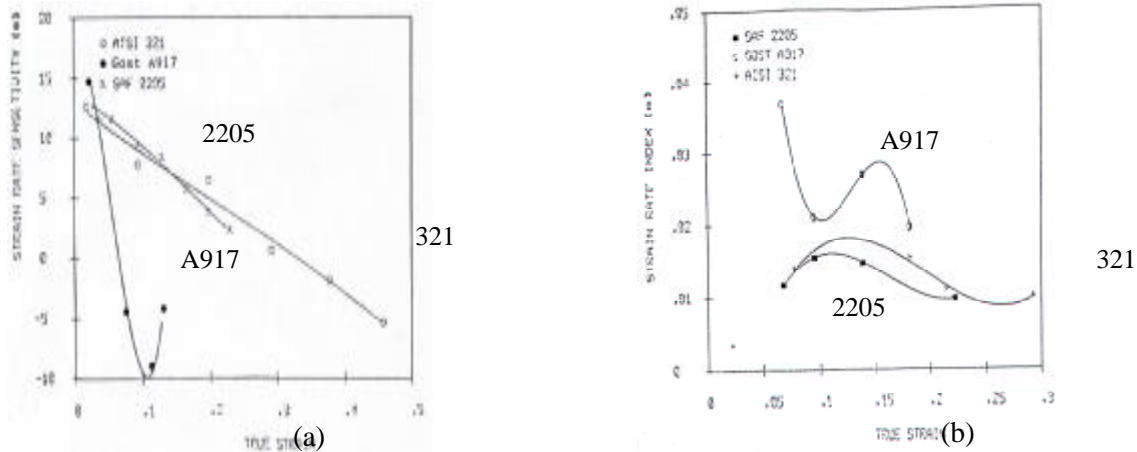 20
15
10
5
0
-5
-10
0 .1 .2 .3 .4 .5
STRAIN RATE SENSETIVITY (m)
TRUE
AISI 321
Gost A917
SAF 2205
2205
A917
321
(a)
.05
.04
.03
.02
.01
0
0 .05 .1 .15 .2 .25 .3
STRAIN RATE INDEX (m)
TRUE STRAIN
SAF 2205
GOST A917
AISI 321
A917
2205
321
(b)